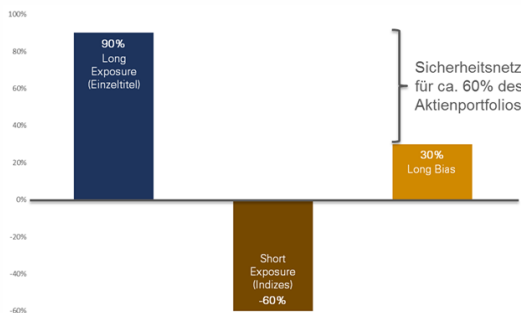 100%
80%
60%
40%
20%
0%
-20%
-40%
-60%
90%
Long
Exposure
(Einzeltitel)
Short
Exposure
(Indizes)
-60%
30%
Long Bias
Sicherheitsnetz
für ca. 60% des
Aktienportfolios